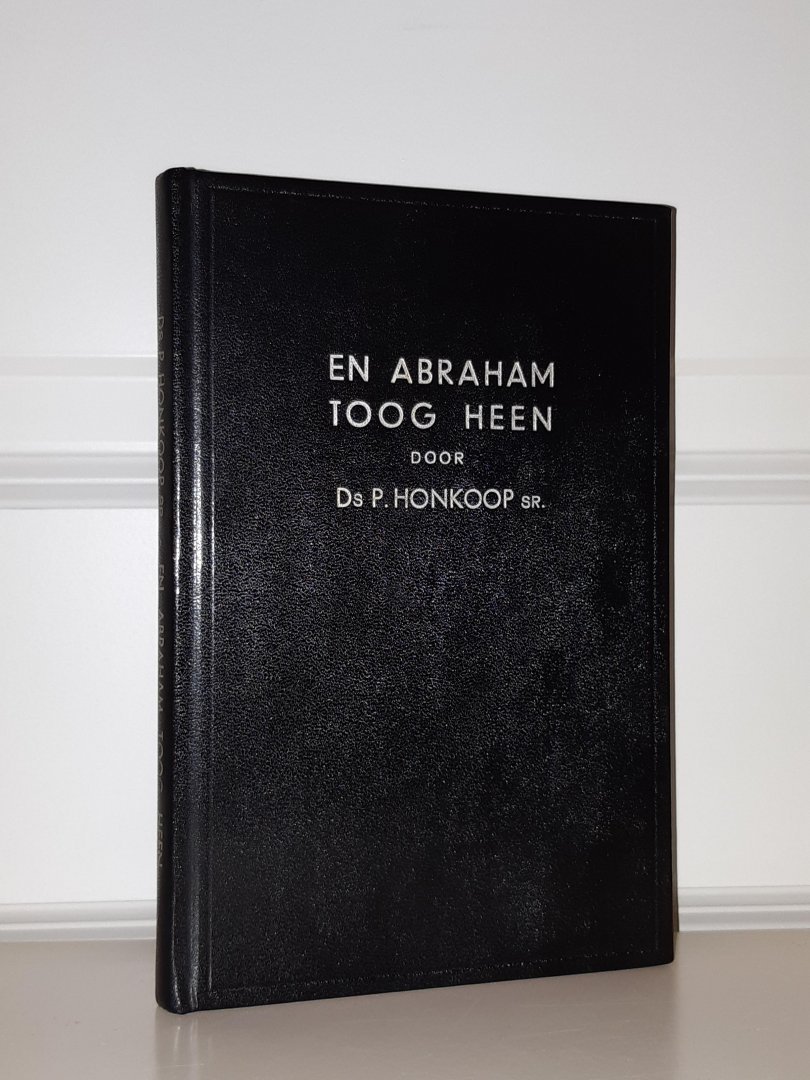 EN ABRAHAM
TOOG HEEN
DOOR
Ds P. HONKOOP SR.
Ds P. HONKOOP SR. EN ABRAHAM TOOG HEEN